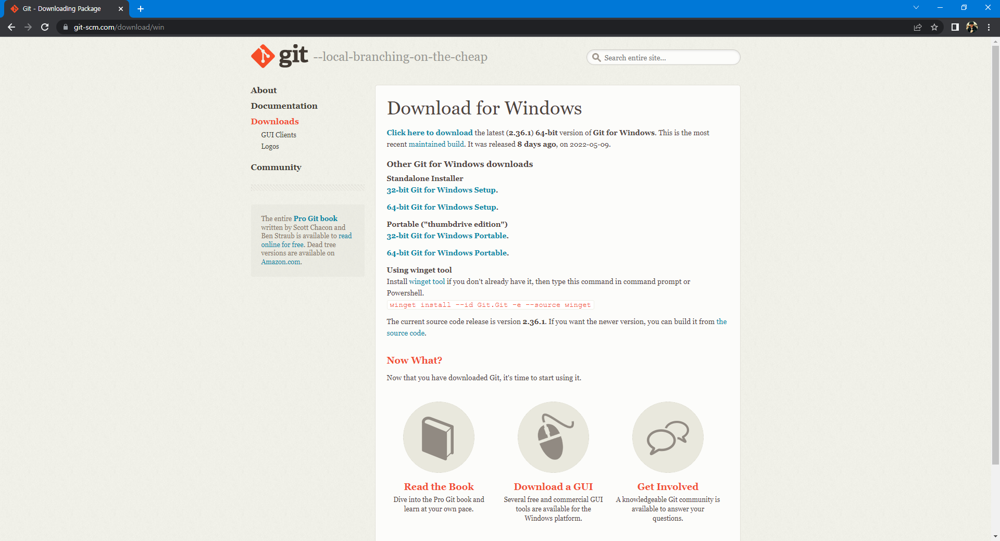 Git - Downloading Package
git-scm.com/download/win
git --local-branching-on-the-cheap
Search entire site...
About
Documentation
Downloads
GUI Clients
Logos
Community
The entire Pro Git book
written by Scott Chacon and
Ben Straub is available to read
online for free. Dead tree
versions are available on
Amazon.com.
Download for Windows
Click here to download the latest (2.36.1) 64-bit version of Git for Windows. This is the most
recent maintained build. It was released 8 days ago, on 2022-05-09.
Other Git for Windows downloads
Standalone Installer
32-bit Git for Windows Setup.
64-bit Git for Windows Setup.
Portable ("thumbdrive edition")
32-bit Git for Windows Portable.
64-bit Git for Windows Portable.
Using winget tool
Install winget tool if you don't already have it, then type this command in command prompt or
Powershell.
winget install --id Git.Git -e --source winget
The current source code release is version 2.36.1. If you want the newer version, you can build it from the
source code.
Now What?
Now that you have downloaded Git, it's time to start using it.
Read the Book
Dive into the Pro Git book and
learn at your own pace.
Download a GUI
Several free and commercial GUI
tools are available for the
Windows platform.
Get Involved
A knowledgeable Git community is
available to answer your
questions.